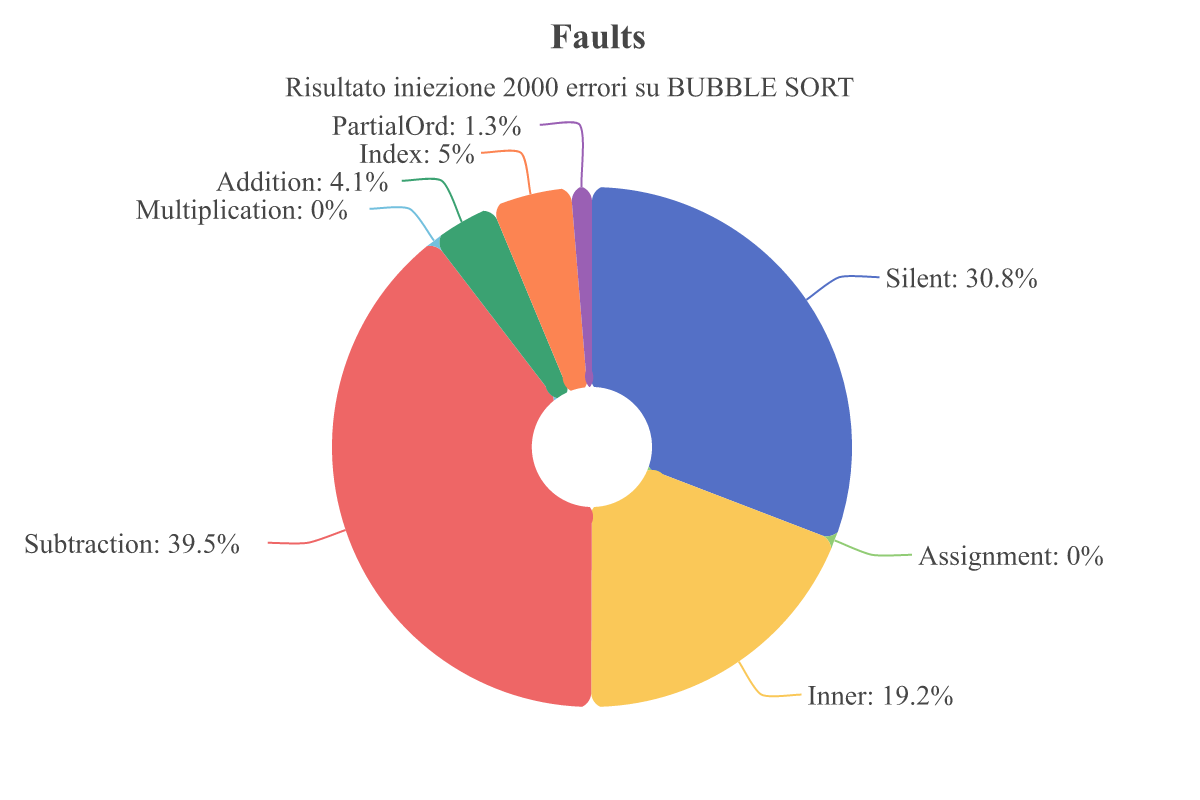 Faults
Risultato iniezione 2000 errori su BUBBLE SORT
PartialOrd: 1.3%
Index: 5%
Addition: 4.1%
Multiplication: 0%
Silent: 30.8%
Subtraction: 39.5%
Assignment: 0%
Inner: 19.2%